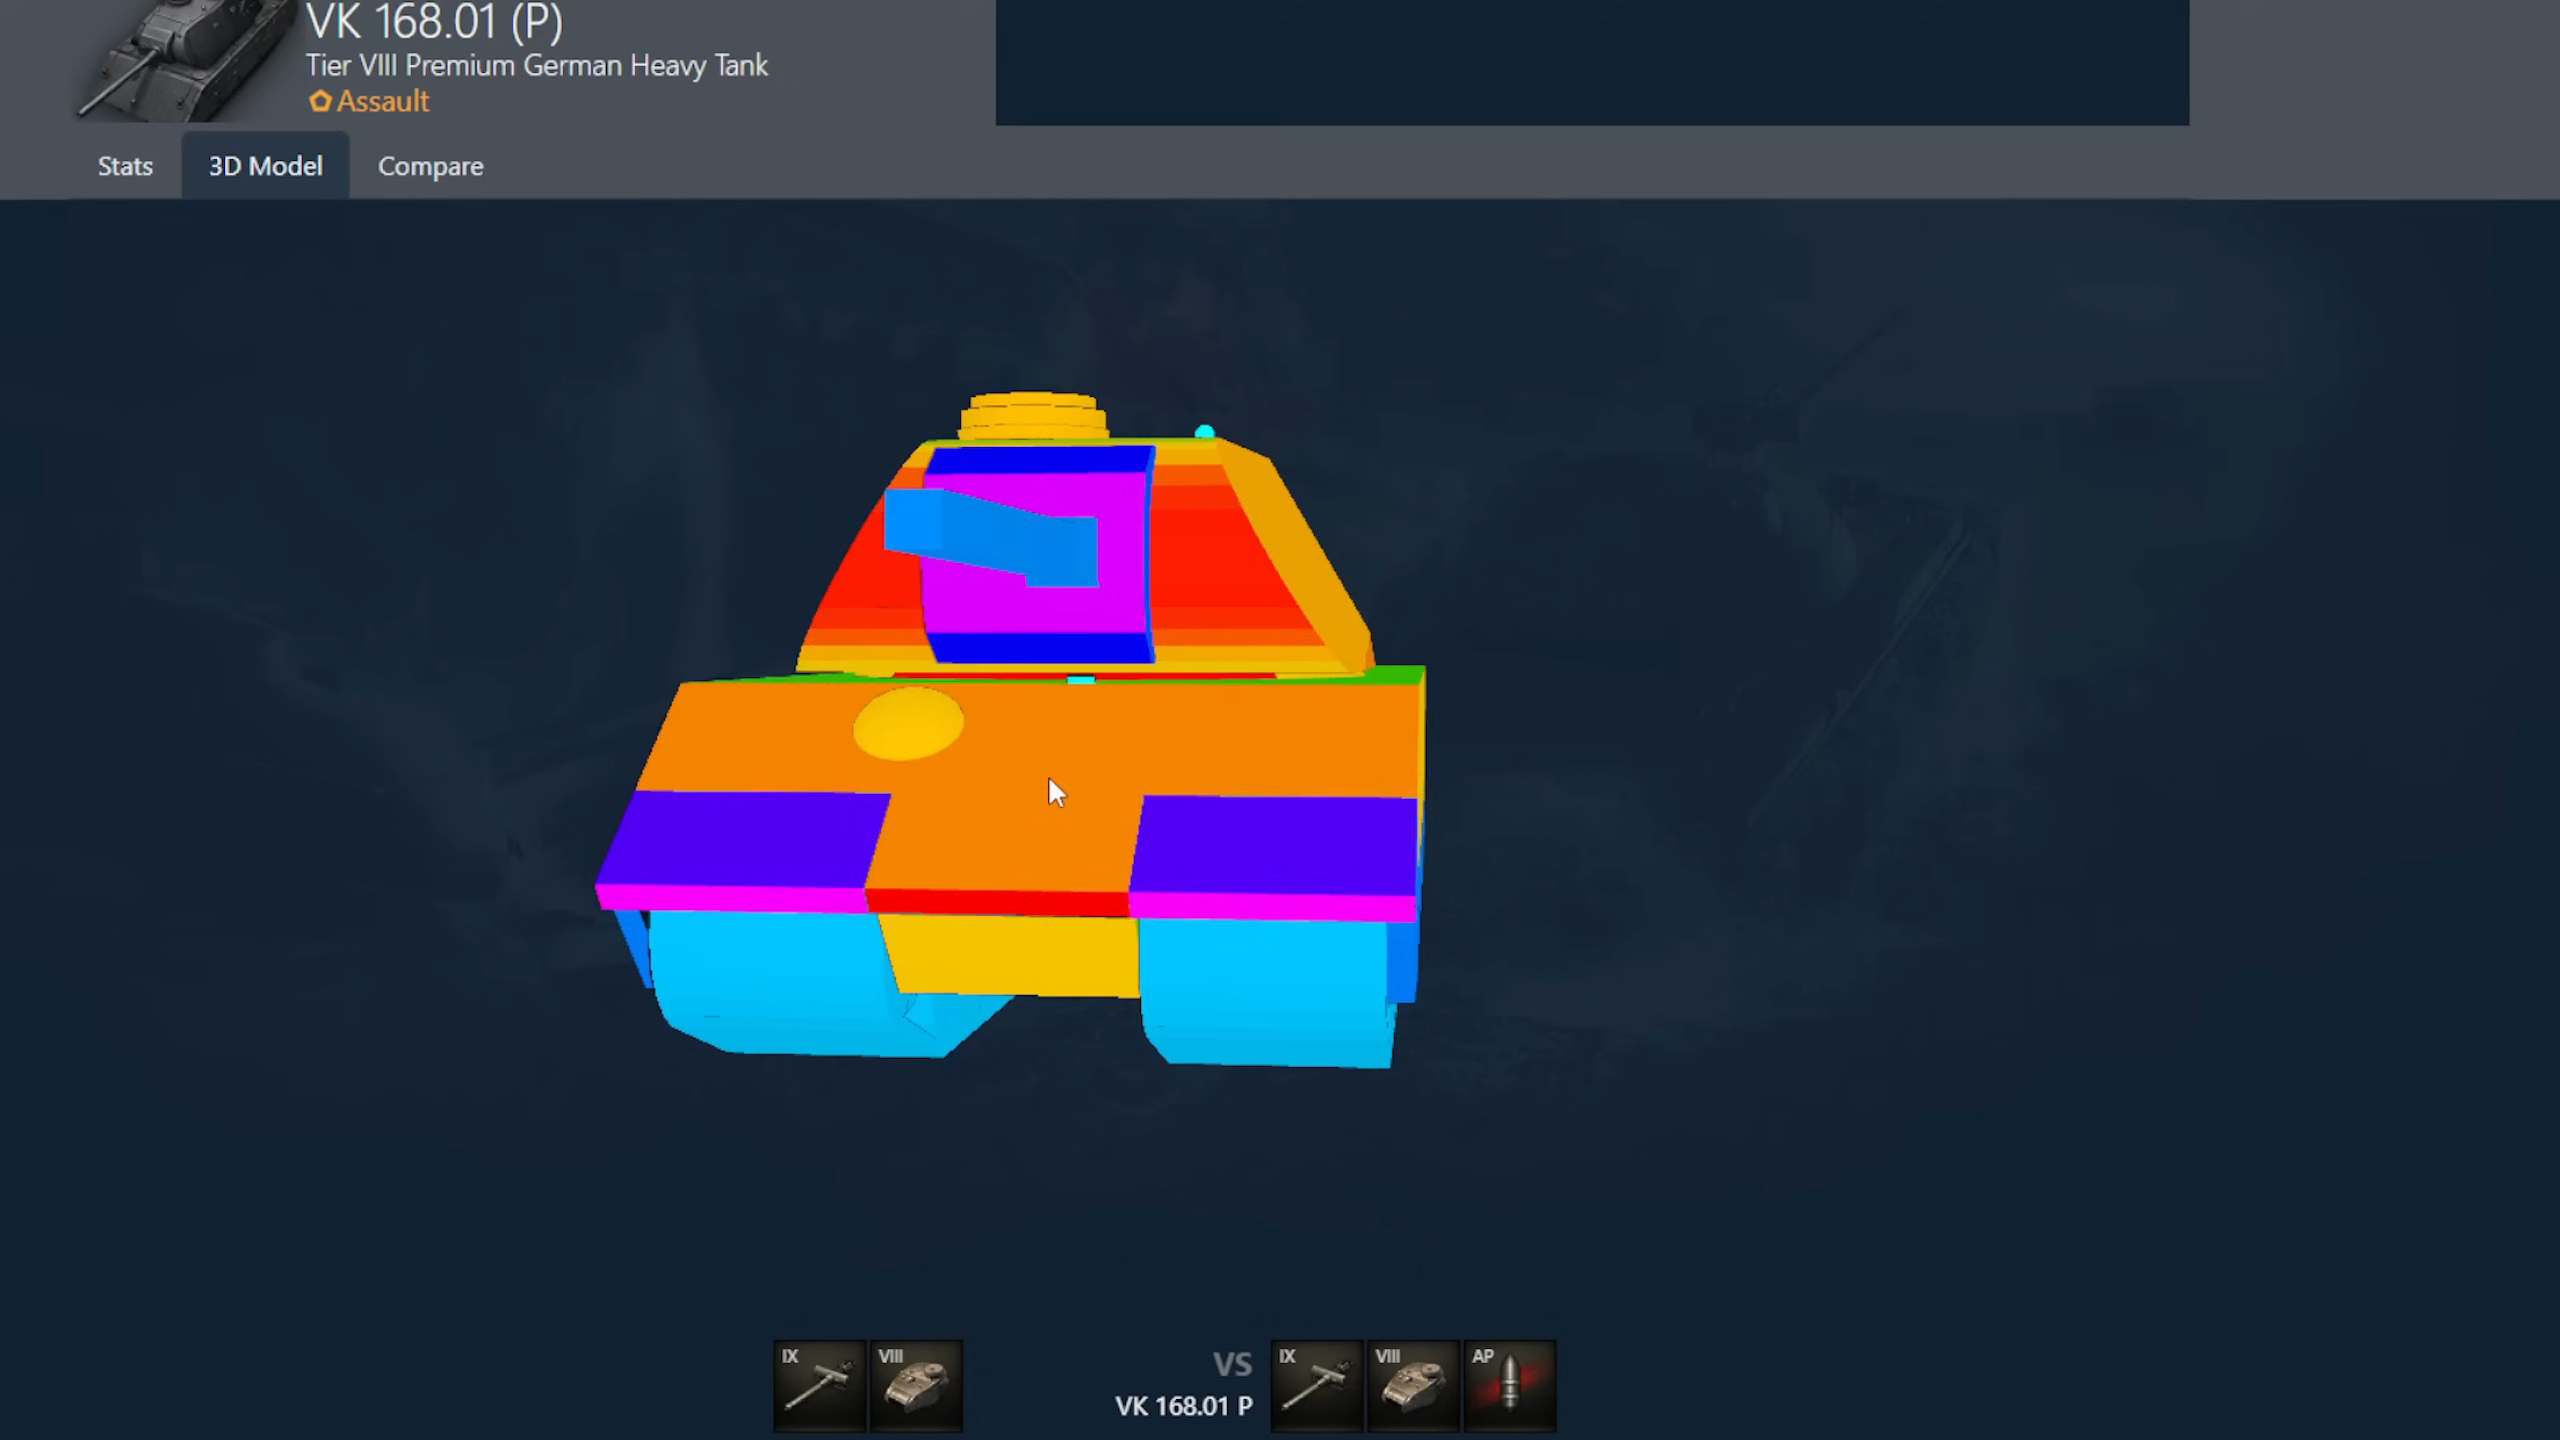 VK 168.01 (P)
Tier VIII Premium German Heavy Tank
Assault
Stats
3D Model
Compare
IX
VIII
VS
VK 168.01 P
IX
VIII
AP